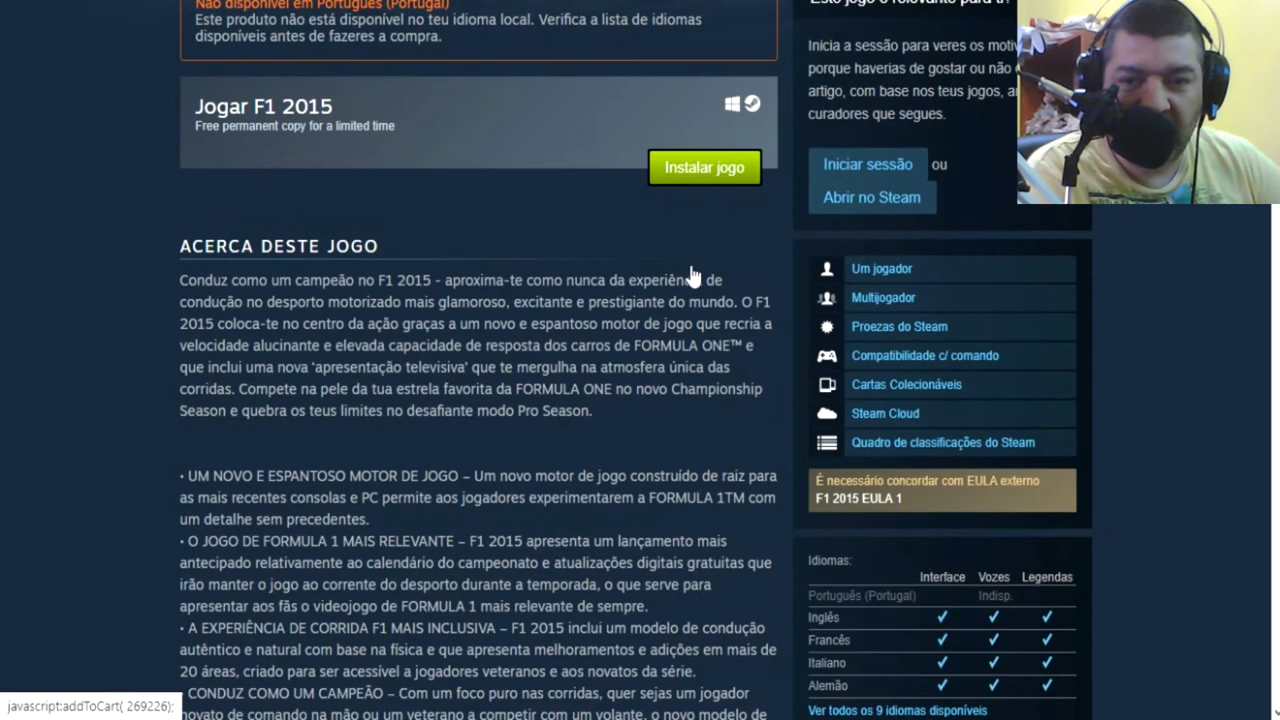 Não disponível em Português (Portugal)
Este produto não está disponível no teu idioma local. Verifica a lista de idiomas
disponíveis antes de fazeres a compra.
Jogar F1 2015
Free permanent copy for a limited time
Instalar jogo
ACERCA DESTE JOGO
Conduz como um campeão no F1 2015 - aproxima-te como nunca da experiência de
condução no desporto motorizado mais glamoroso, excitante e prestigiante do mundo. O F1
2015 coloca-te no centro da ação graças a um novo e espantoso motor de jogo que recria a
velocidade alucinante e elevada capacidade de resposta dos carros de FORMULA ONE™ e
que inclui uma nova 'apresentação televisiva' que te mergulha na atmosfera única das
corridas. Compete na pele da tua estrela favorita da FORMULA ONE no novo Championship
Season e quebra os teus limites no desafiante modo Pro Season.
• UM NOVO E ESPANTOSO MOTOR DE JOGO – Um novo motor de jogo construído de raiz para
as mais recentes consolas e PC permite aos jogadores experimentarem a FORMULA 1TM com
um detalhe sem precedentes.
• O JOGO DE FORMULA 1 MAIS RELEVANTE – F1 2015 apresenta um lançamento mais
antecipado relativamente ao calendário do campeonato e atualizações digitais gratuitas que
irão manter o jogo ao corrente do desporto durante a temporada, o que serve para
apresentar aos fãs o videojogo de FORMULA 1 mais relevante de sempre.
• A EXPERIÊNCIA DE CORRIDA F1 MAIS INCLUSIVA – F1 2015 inclui um modelo de condução
autêntico e natural com base na física e que apresenta melhoramentos e adições em mais de
20 áreas, criado para ser acessível a jogadores veteranos e aos novatos da série.
CONDUZ COMO UM CAMPEÃO – Com um foco puro nas corridas, quer sejas um jogador
novato de comando na mão ou um veterano a competir com um volante, o novo modelo de
javascript:addToCart( 269226);
Este jogo é relevante para ti?
Inicia a sessão para veres os
porque haverias de gostar ou não
artigo, com base nos teus jogos,
curadores que segues.
Iniciar sessão ou
Abrir no Steam
Um jogador
Multijogador
Proezas do Steam
Compatibilidade c/ comando
Cartas Colecionáveis
Steam Cloud
Quadro de classificações do Steam
É necessário concordar com EULA externo
F1 2015 EULA 1
Idiomas:
Interface Vozes Legendas
Português (Portugal) Indisp.
Inglês ✓ ✓ ✓
Francês ✓ ✓ ✓
Italiano ✓ ✓ ✓
Alemão ✓ ✓ ✓
Ver todos os 9 idiomas disponíveis